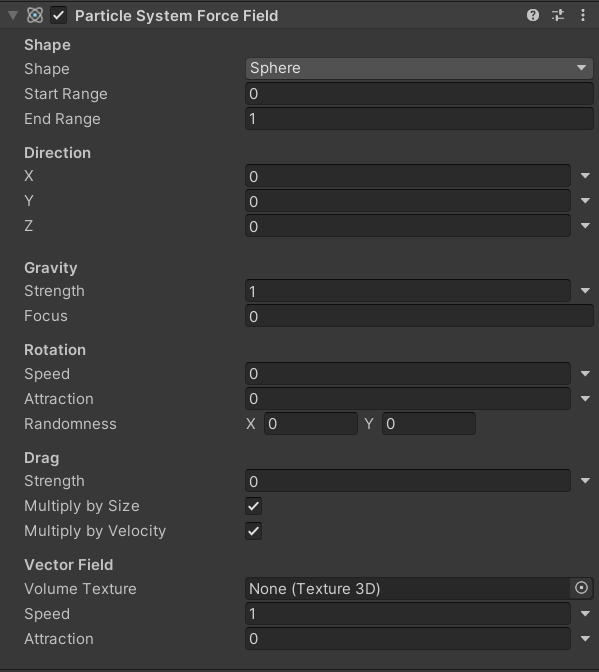 Particle System Force Field
Shape
Shape Sphere
Start Range 0
End Range 1
Direction
X 0
Y 0
Z 0
Gravity
Strength 1
Focus 0
Rotation
Speed 0
Attraction 0
Randomness X 0 Y 0
Drag
Strength 0
Multiply by Size
Multiply by Velocity
Vector Field
Volume Texture None (Texture 3D)
Speed 1
Attraction 0